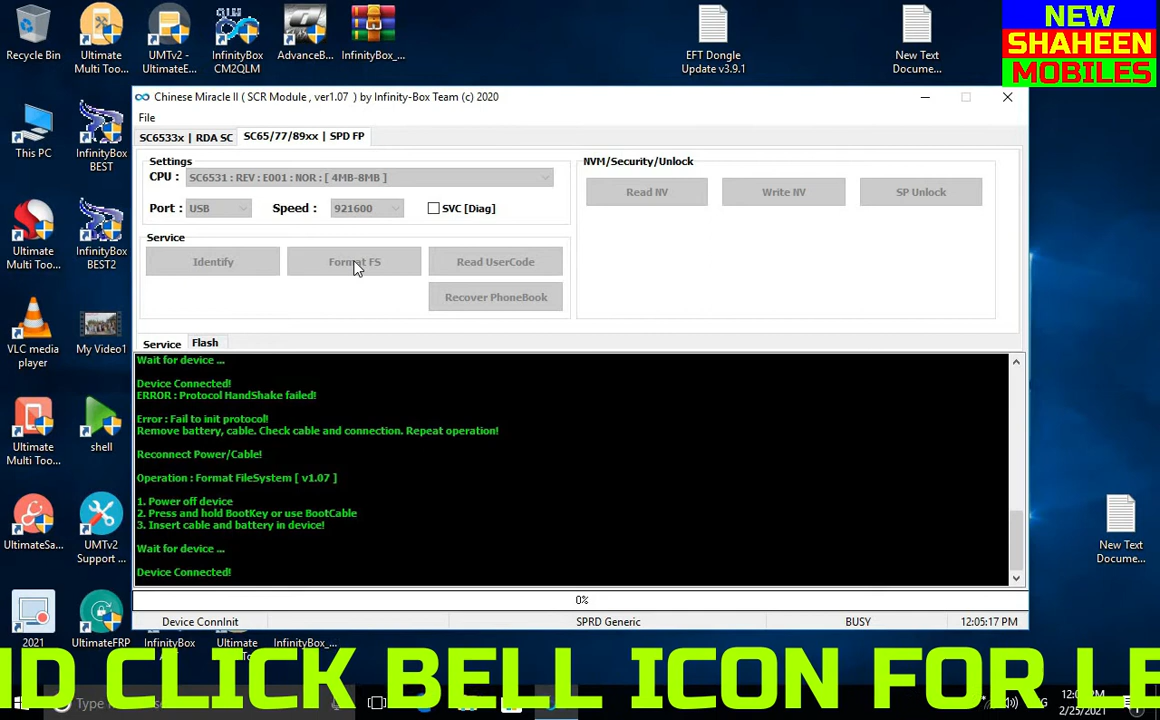 Recycle Bin
Ultimate
Multi Too...
UMTv2 -
UltimateE...
InfinityBox
CM2QLM
AdvanceB...
InfinityBox_...
EFT Dongle
Update v3.9.1
New Text
Docume...
NEW
SHAHEEN
MOBILES
This PC
InfinityBox
BEST
Ultimate
Multi Too...
InfinityBox
BEST2
VLC media
player
My Video1
Ultimate
Multi Too...
shell
UltimateSa...
UMTv2
Support ...
2021
UltimateFRP
InfinityBox
Ultimate
InfinityBox_...
New Text
Docume...
Chinese Miracle II ( SCR Module , ver1.07 ) by Infinity-Box Team (c) 2020
File
SC6533x | RDA SC
SC65/77/89xx | SPD FP
Settings
CPU :
SC6531 : REV : E001 : NOR : [ 4MB-8MB ]
Port :
USB
Speed :
921600
SVC [Diag]
Service
Identify
Format FS
Read UserCode
Recover PhoneBook
NVM/Security/Unlock
Read NV
Write NV
SP Unlock
Service
Flash
Wait for device ...
Device Connected!
ERROR : Protocol HandShake failed!
Error : Fail to init protocol!
Remove battery, cable. Check cable and connection. Repeat operation!
Reconnect Power/Cable!
Operation : Format FileSystem [ v1.07 ]
1. Power off device
2. Press and hold BootKey or use BootCable
3. Insert cable and battery in device!
Wait for device ...
Device Connected!
0%
Device ConnInit
SPRD Generic
BUSY
12:05:17 PM
ND CLICK BELL ICON FOR LE
Type
PM
2/25/2021